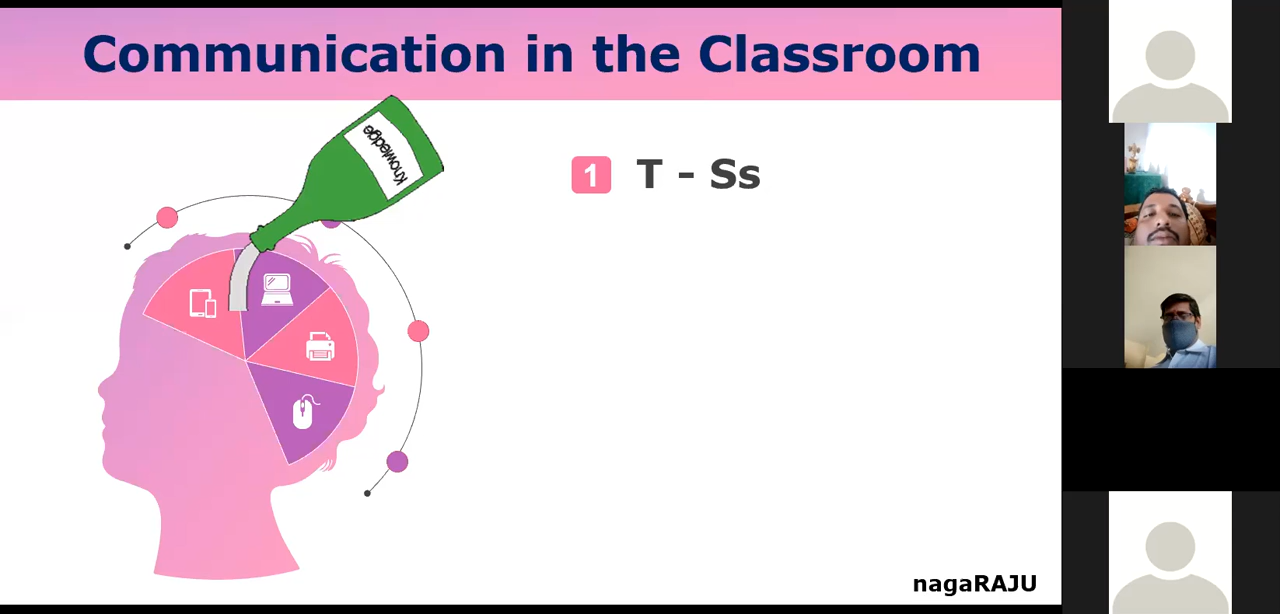 Communication in the Classroom
Knowledge
1 T - Ss
nagaRAJU